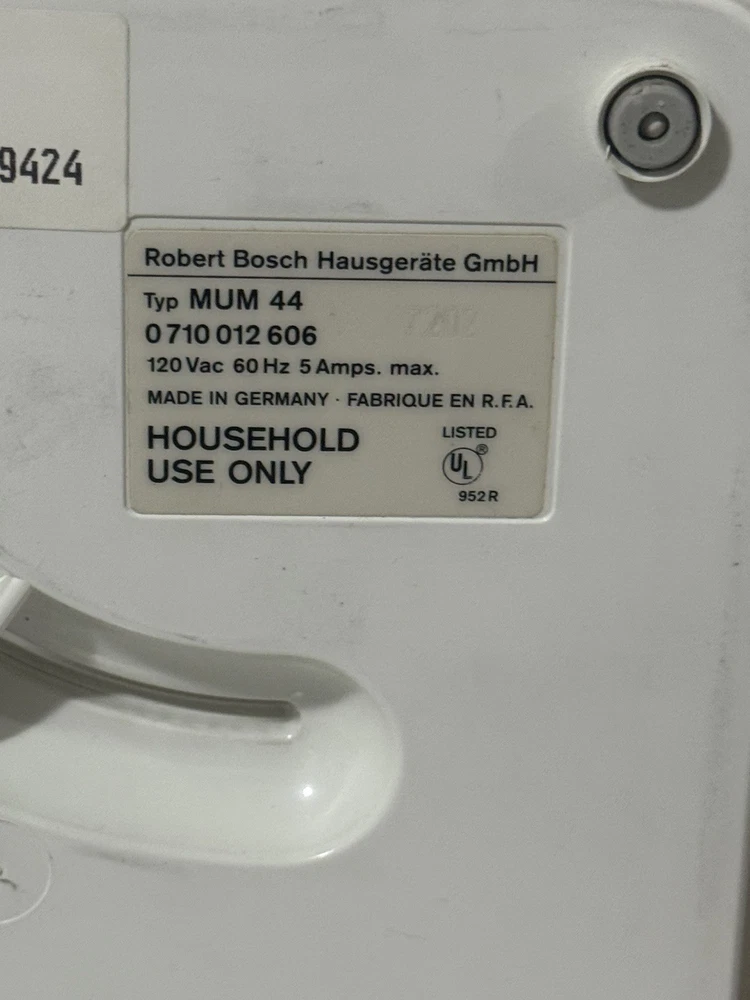 9424
Robert Bosch Hausgeräte GmbH
Typ MUM 44
0 710 012 606
120 Vac 60 Hz 5 Amps. max.
MADE IN GERMANY · FABRIQUE EN R.F.A.
HOUSEHOLD
USE ONLY
LISTED
UL ®
952 R